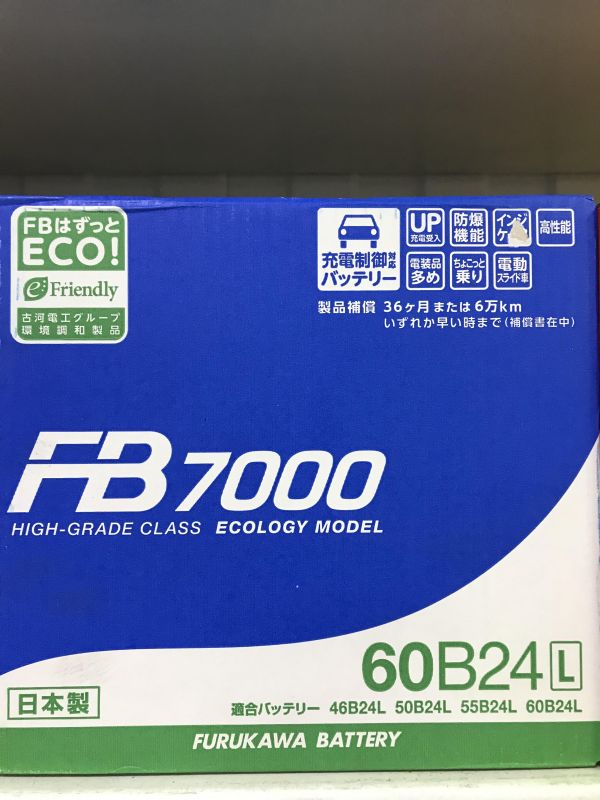 FBはずっと
ECO!
e Friendly
古河電工グループ
環境調和製品
充電制御対応
バッテリー
UP
充電受入
防爆
機能
インジ
ケ
高性能
電装品
多め
ちょこっと
乗り
電動
スライド車
製品補償 36ヶ月または6万km
いずれか早い時まで(補償書在中)
FB 7000
HIGH-GRADE CLASS ECOLOGY MODEL
60B24 L
日本製
適合バッテリー 46B24L 50B24L 55B24L 60B24L
FURUKAWA BATTERY